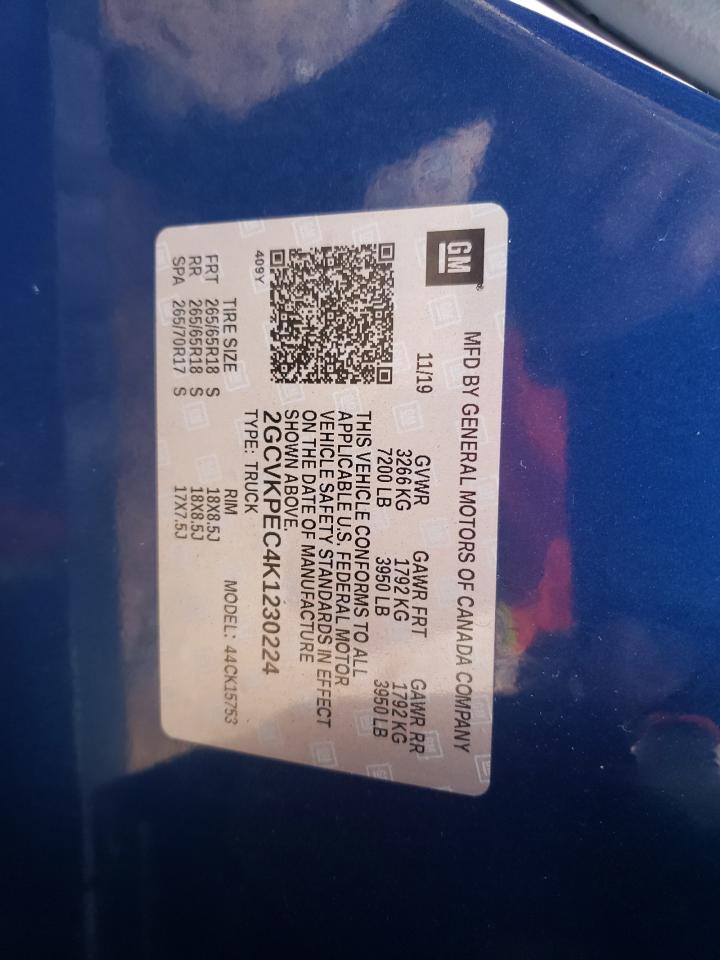 GM
MFD BY GENERAL MOTORS OF CANADA COMPANY
11/19 GVWR GAWR FRT GAWR RR
3266 KG 1792 KG 1792 KG
7200 LB 3950 LB 3950 LB
THIS VEHICLE CONFORMS TO ALL
APPLICABLE U.S. FEDERAL MOTOR
VEHICLE SAFETY STANDARDS IN EFFECT
ON THE DATE OF MANUFACTURE
SHOWN ABOVE.
2GCVKPEC4K1230224
TYPE: TRUCK
409Y
TIRE SIZE RIM MODEL: 44CK15753
FRT 265/65R18 S 18X8.5J
RR 265/65R18 S 18X8.5J
SPA 265/70R17 S 17X7.5J